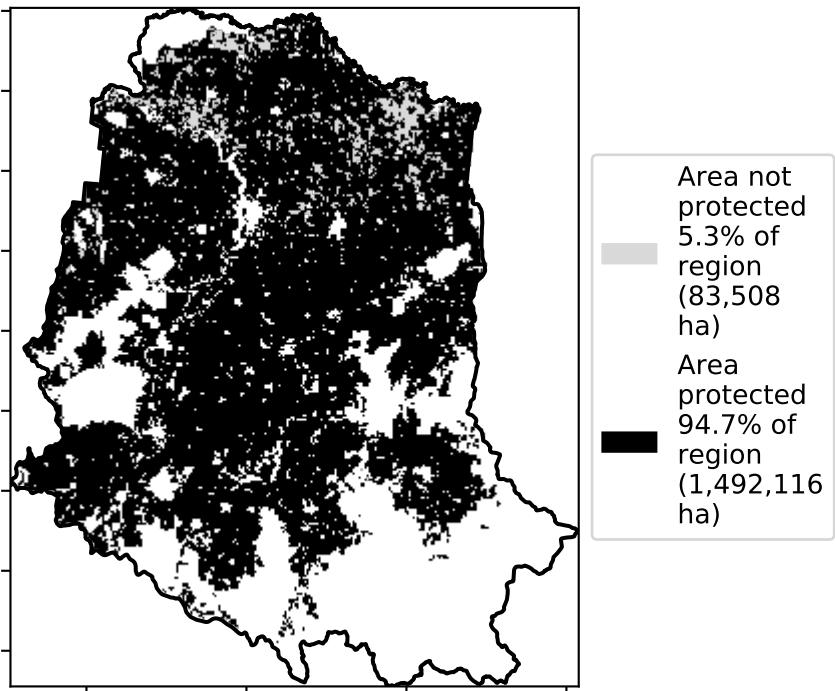 Area not
protected
5.3% of
region
(83,508
ha)
Area
protected
94.7% of
region
(1,492,116
ha)